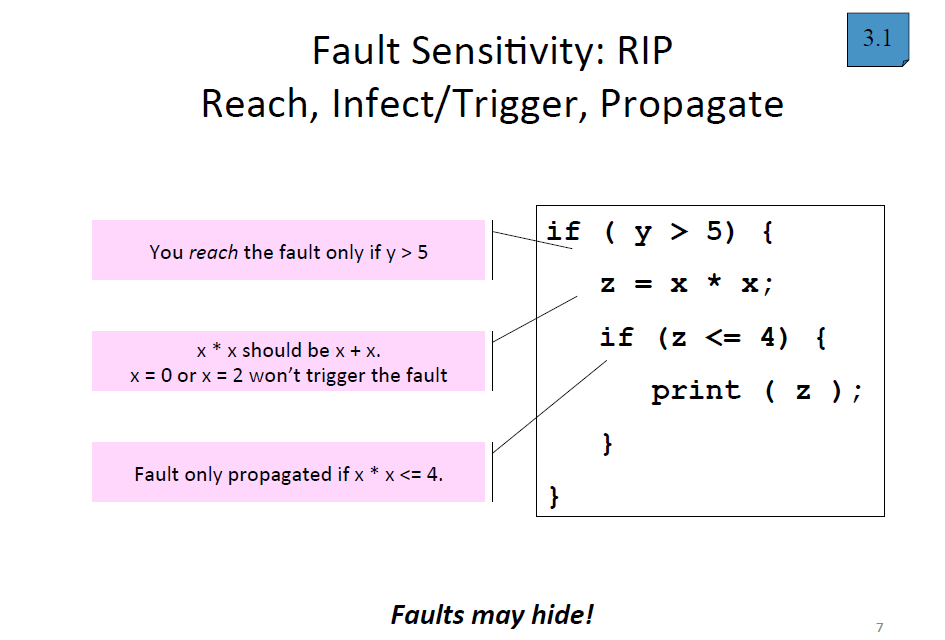 3.1
Fault Sensitivity: RIP
Reach, Infect/Trigger, Propagate
You reach the fault only if y > 5
x * x should be x + x.
x = 0 or x = 2 won’t trigger the fault
Fault only propagated if x * x <= 4.
if ( y > 5) {
z = x * x;
if (z <= 4) {
print ( z );
}
}
Faults may hide!
7